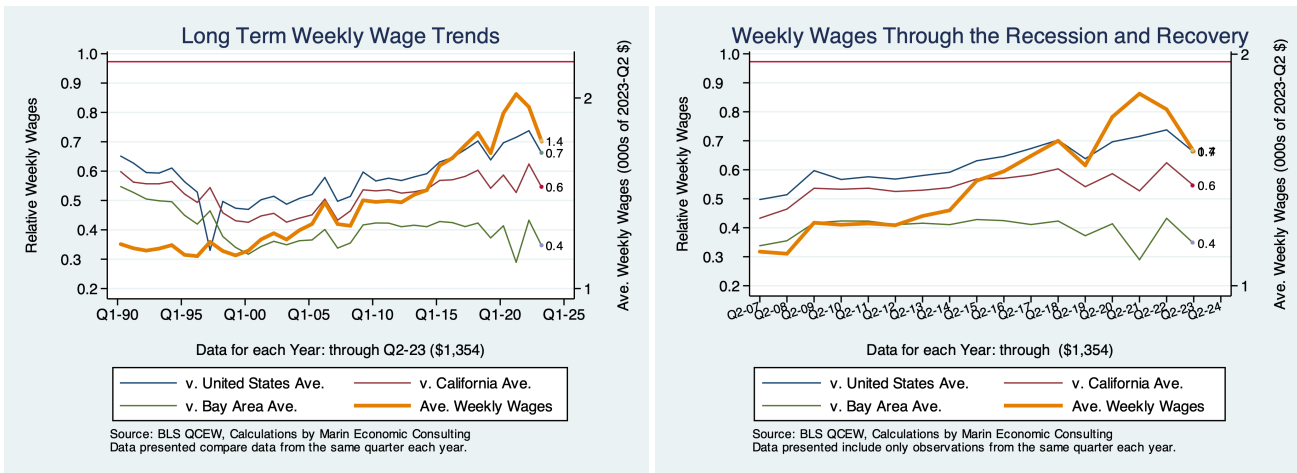 Long Term Weekly Wage Trends
Relative Weekly Wages
1.0
0.9
0.8
0.7
0.6
0.5
0.4
0.3
0.2
2
1
Ave. Weekly Wages (000s of 2023-Q2 $)
1.4
0.7
0.6
0.4
Q1-90 Q1-95 Q1-00 Q1-05 Q1-10 Q1-15 Q1-20 Q1-25
Data for each Year: through Q2-23 ($1,354)
v. United States Ave. v. California Ave.
v. Bay Area Ave. Ave. Weekly Wages
Source: BLS QCEW, Calculations by Marin Economic Consulting
Data presented compare data from the same quarter each year.
Weekly Wages Through the Recession and Recovery
Relative Weekly Wages
1.0
0.9
0.8
0.7
0.6
0.5
0.4
0.3
0.2
2
1
Ave. Weekly Wages (000s of 2023-Q2 $)
0.6
0.4
Q2-07 Q2-08 Q2-09 Q2-10 Q2-11 Q2-12 Q2-13 Q2-14 Q2-15 Q2-16 Q2-17 Q2-18 Q2-19 Q2-20 Q2-21 Q2-22 Q2-23 Q2-24
Data for each Year: through ($1,354)
v. United States Ave. v. California Ave.
v. Bay Area Ave. Ave. Weekly Wages
Source: BLS QCEW, Calculations by Marin Economic Consulting
Data presented include only observations from the same quarter each year.